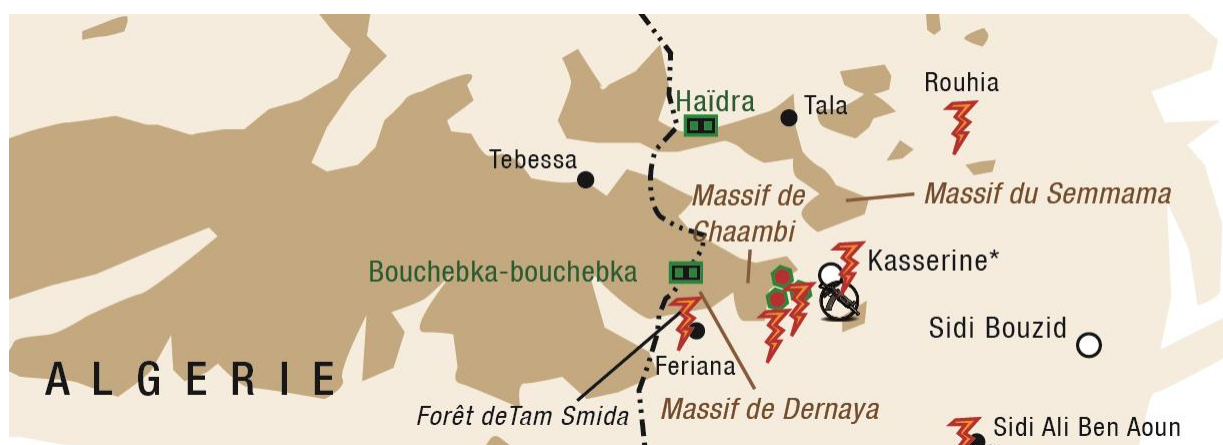 Rouhia
Haïdra
Tala
Tebessa
Massif de
Chaambi
Massif du Semmama
Kasserine*
Bouchebka-bouchebka
Sidi Bouzid
Feriana
ALGERIE
Forêt deTam Smida
Massif de Dernaya
Sidi Ali Ben Aoun